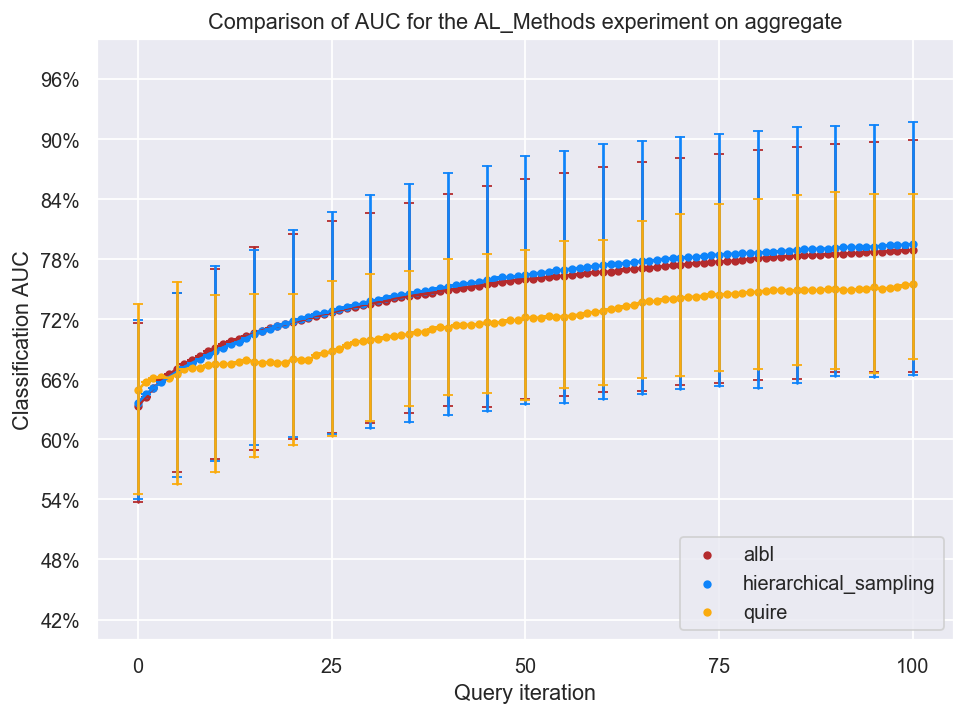 Comparison of AUC for the AL_Methods experiment on aggregate
Classification AUC
96%
90%
84%
78%
72%
66%
60%
54%
48%
42%
albl
hierarchical_sampling
quire
0 25 50 75 100
Query iteration